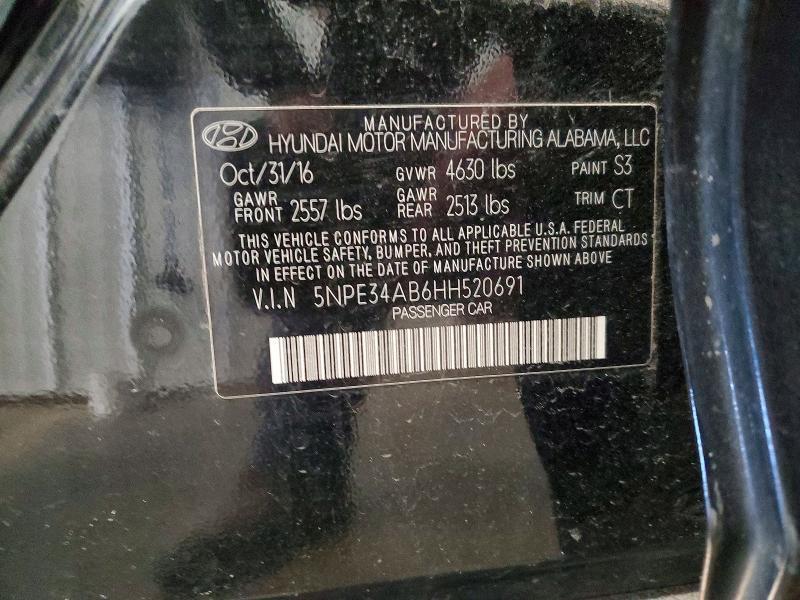 MANUFACTURED BY
HYUNDAI MOTOR MANUFACTURING ALABAMA, LLC
Oct/31/16 GVWR 4630 lbs PAINT S3
GAWR FRONT 2557 lbs GAWR REAR 2513 lbs TRIM CT
THIS VEHICLE CONFORMS TO ALL APPLICABLE U.S.A. FEDERAL
MOTOR VEHICLE SAFETY, BUMPER, AND THEFT PREVENTION STANDARDS
IN EFFECT ON THE DATE OF MANUFACTURE SHOWN ABOVE
V.I.N 5NPE34AB6HH520691
PASSENGER CAR